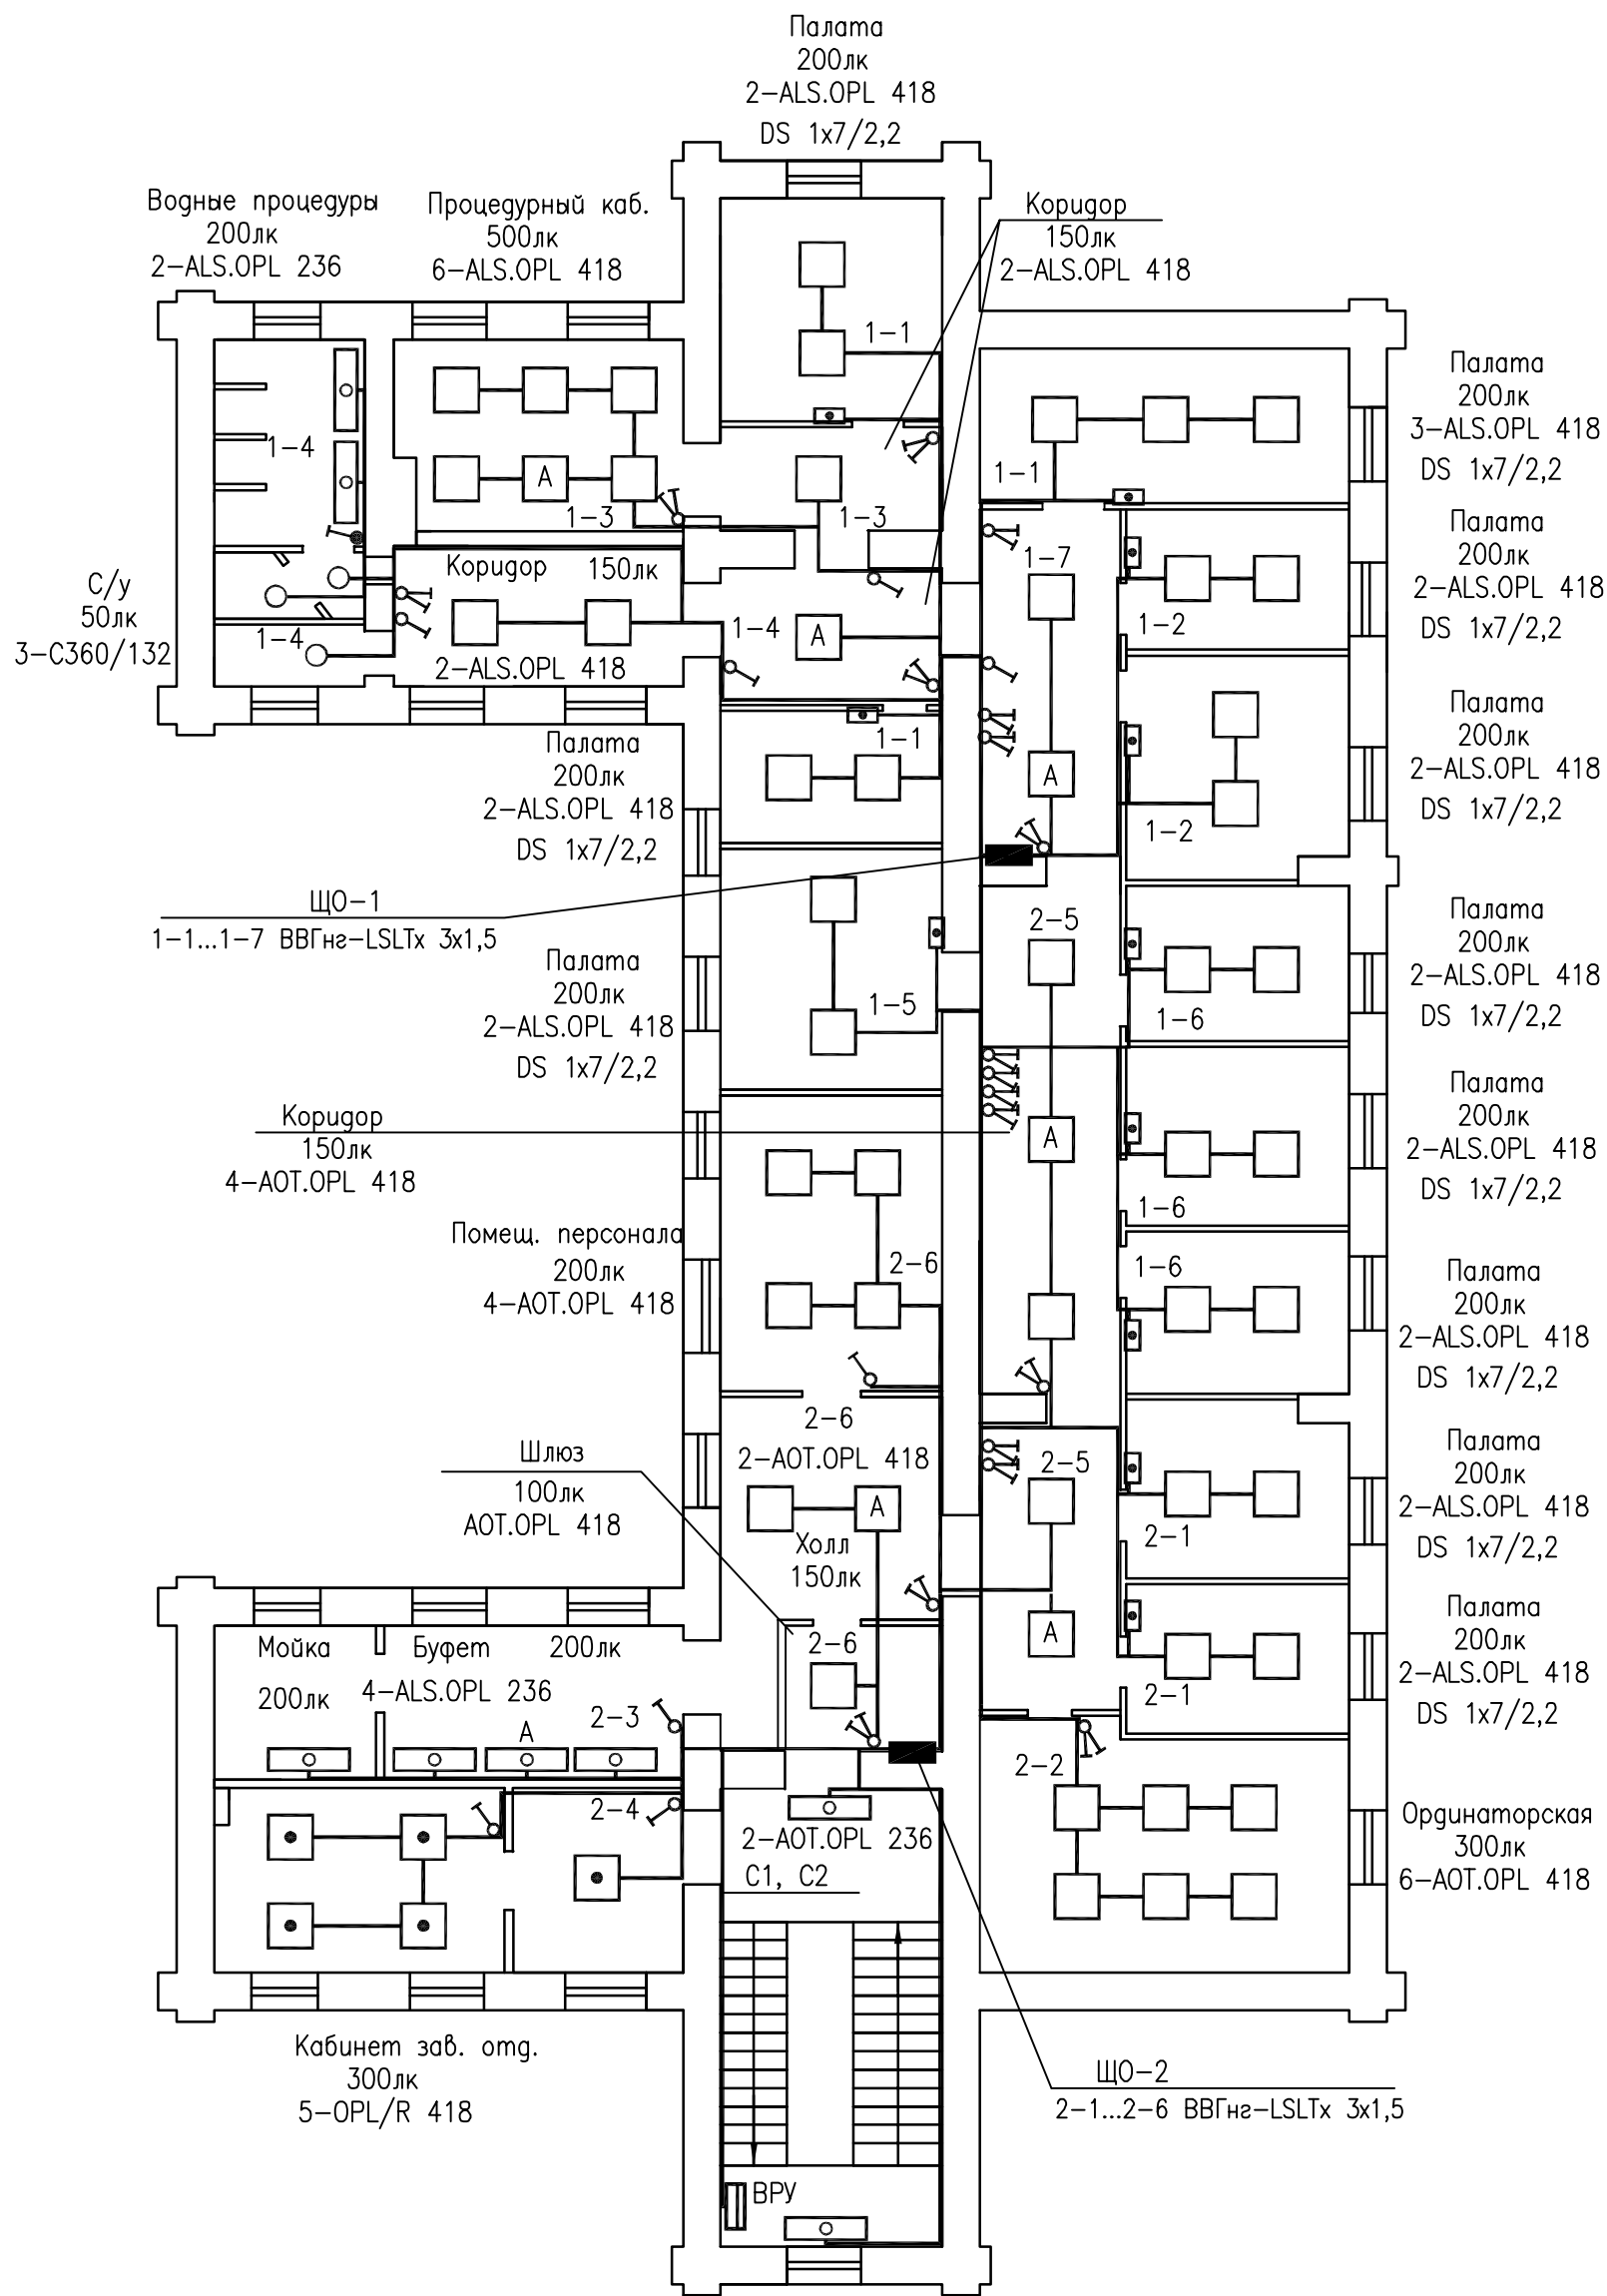 Палата
200лк
2-ALS.OPL 418
DS 1x7/2,2
Водные процедуры
200лк
2-ALS.OPL 236
Процедурный каб.
500лк
6-ALS.OPL 418
Коридор
150лк
2-ALS.OPL 418
1-1
Палата
200лк
3-ALS.OPL 418
DS 1x7/2,2
1-4
A
1-3
1-3
1-1
Палата
200лк
2-ALS.OPL 418
DS 1x7/2,2
1-7
1-2
С/у
50лк
3-С360/132
Коридор 150лк
1-4
2-ALS.OPL 418
1-4
A
Палата
200лк
2-ALS.OPL 418
DS 1x7/2,2
Палата
200лк
2-ALS.OPL 418
DS 1x7/2,2
1-1
A
1-2
ЩО-1
1-1...1-7 ВВГнг-LSLTx 3x1,5
2-5
Палата
200лк
2-ALS.OPL 418
DS 1x7/2,2
Палата
200лк
2-ALS.OPL 418
DS 1x7/2,2
1-5
1-6
Коридор
150лк
4-AOT.OPL 418
A
Палата
200лк
2-ALS.OPL 418
DS 1x7/2,2
1-6
Помещ. персонала
200лк
4-AOT.OPL 418
2-6
1-6
Палата
200лк
2-ALS.OPL 418
DS 1x7/2,2
2-6
2-AOT.OPL 418
A
Холл
150лк
Шлюз
100лк
AOT.OPL 418
2-5
2-1
Палата
200лк
2-ALS.OPL 418
DS 1x7/2,2
2-6
A
2-1
Палата
200лк
2-ALS.OPL 418
DS 1x7/2,2
Мойка
200лк
Буфет 200лк
4-ALS.OPL 236
A
2-3
2-4
2-2
2-AOT.OPL 236
C1, C2
Ординаторская
300лк
6-AOT.OPL 418
Кабинет зав. отд.
300лк
5-OPL/R 418
ЩО-2
2-1...2-6 ВВГнг-LSLTx 3x1,5
ВРУ